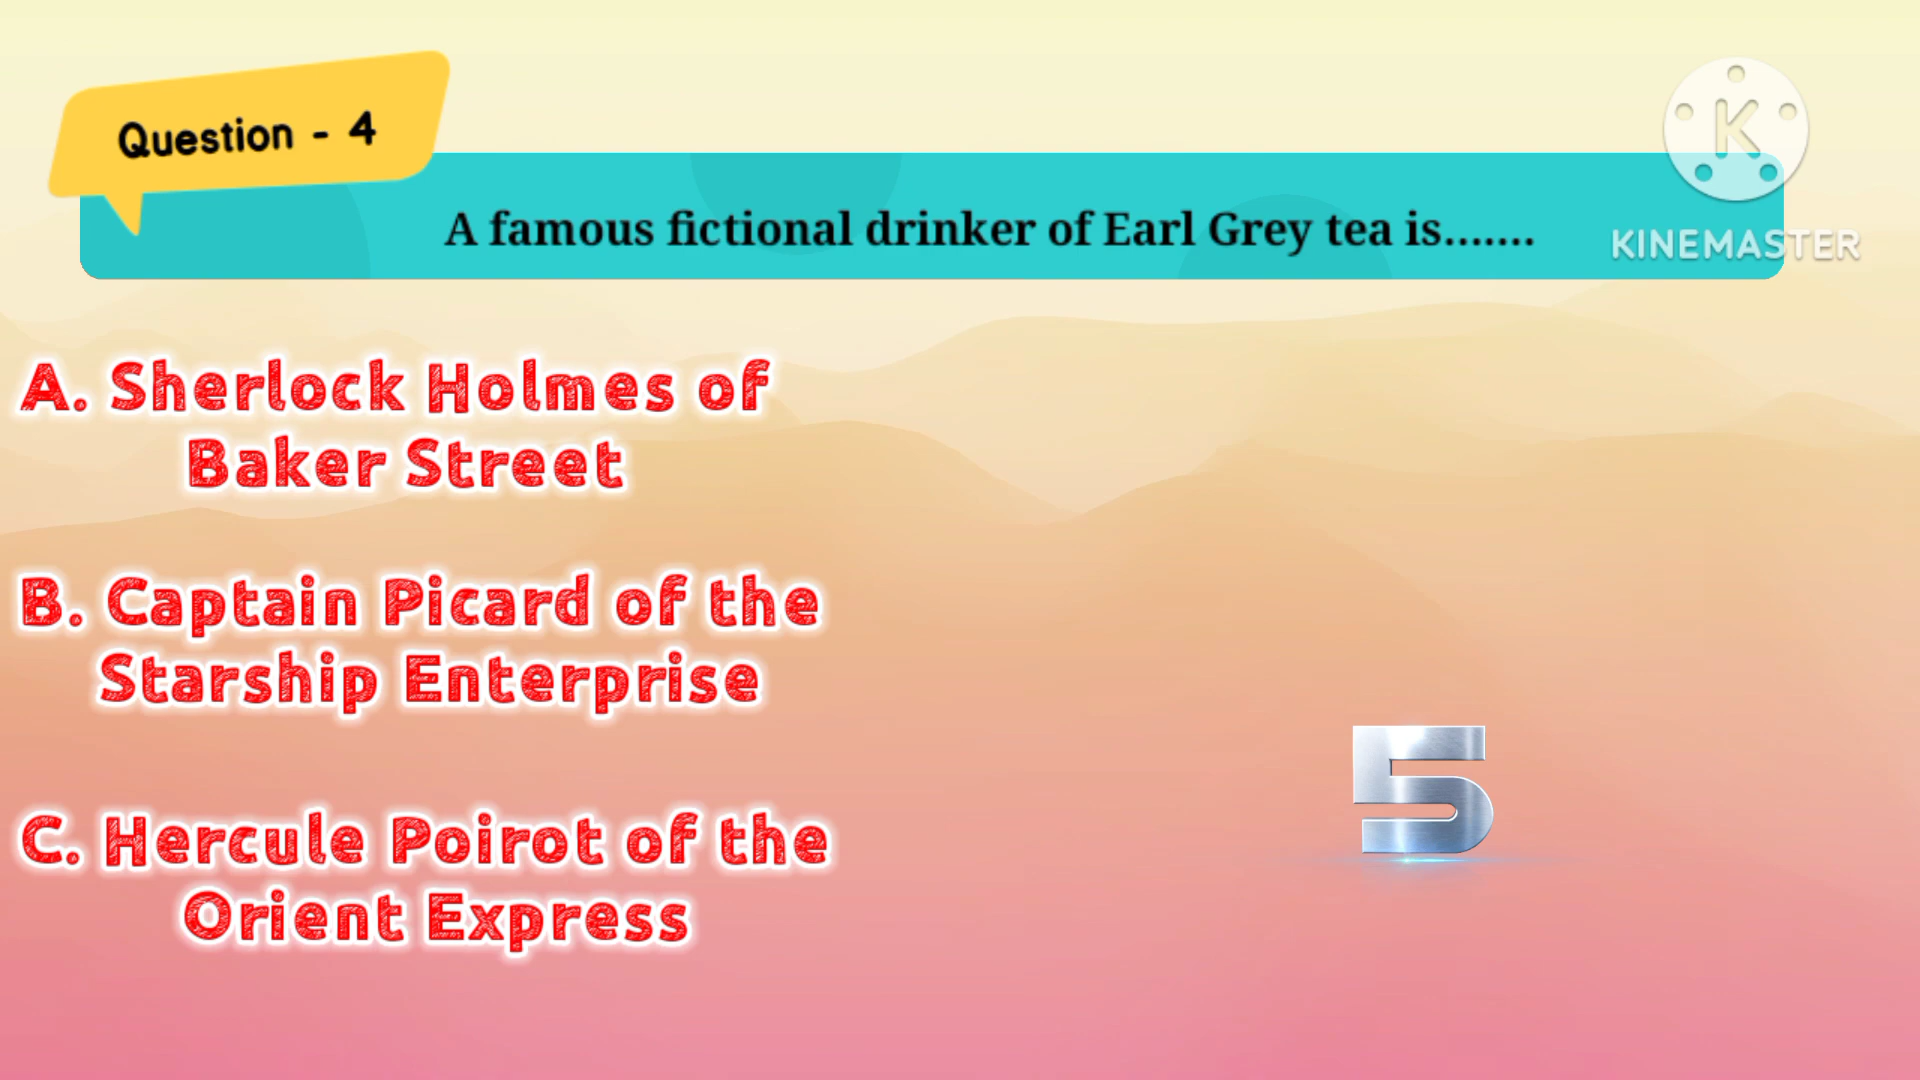 Question - 4
A famous fictional drinker of Earl Grey tea is.......
K
KINEMASTER
A. Sherlock Holmes of
Baker Street
B. Captain Picard of the
Starship Enterprise
C. Hercule Poirot of the
Orient Express
5